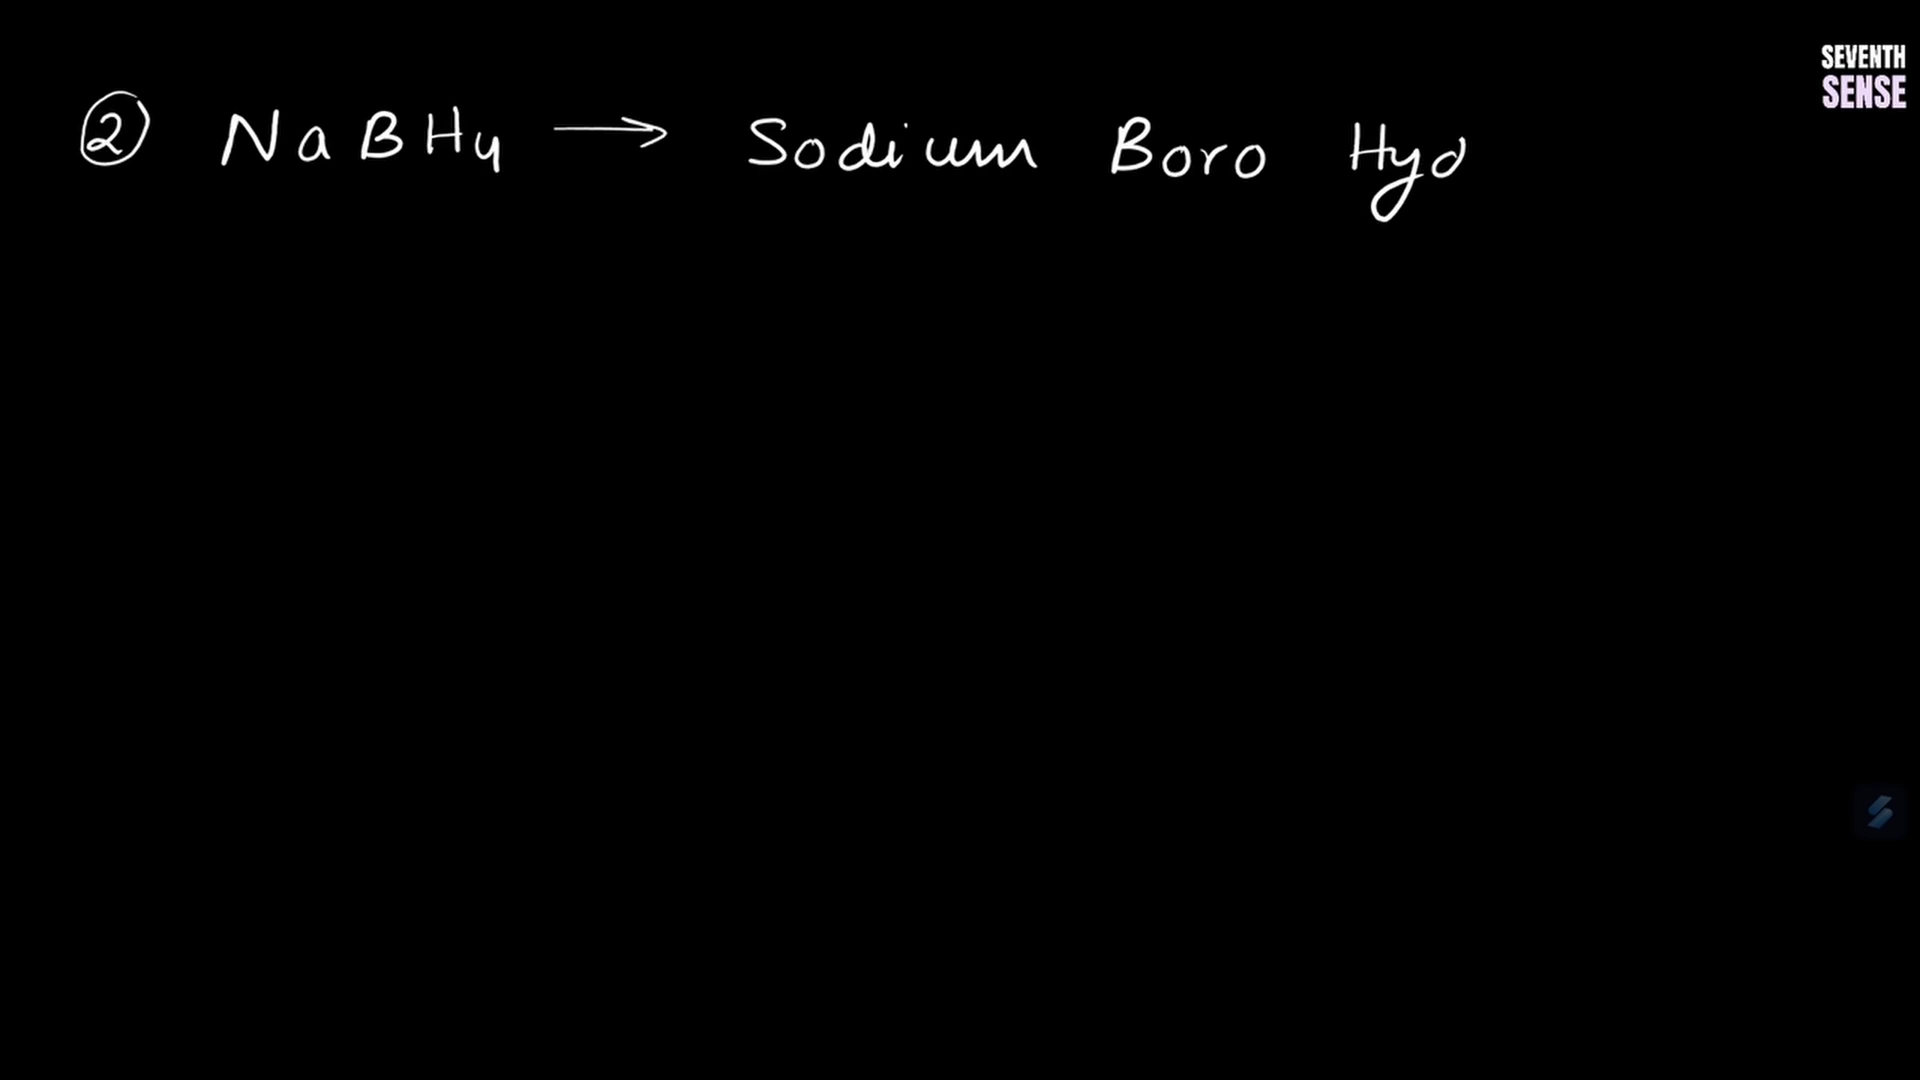 ② NaBH4 → Sodium Boro Hyd
SEVENTH
SENSE